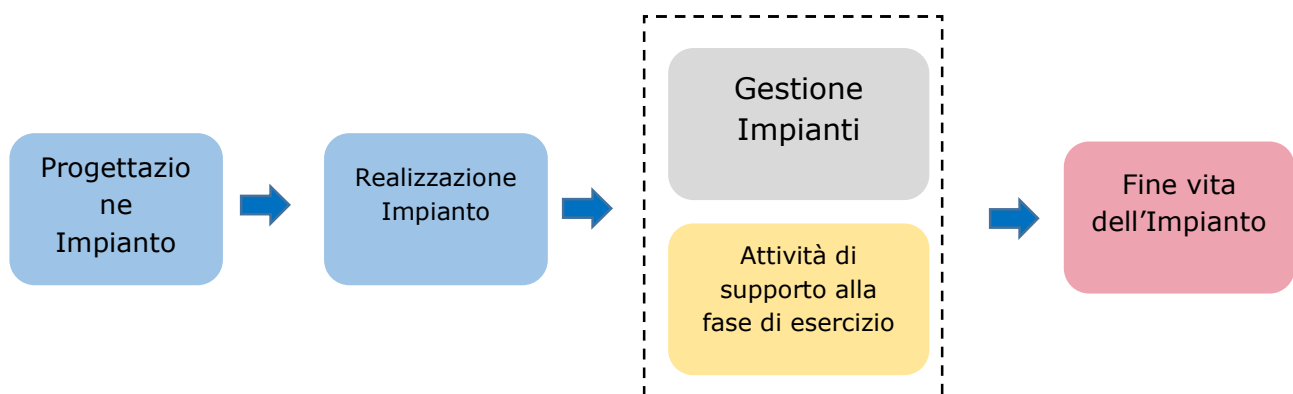 Progettazio
ne
Impianto
Realizzazione
Impianto
Gestione
Impianti
Attività di
supporto alla
fase di esercizio
Fine vita
dell’Impianto